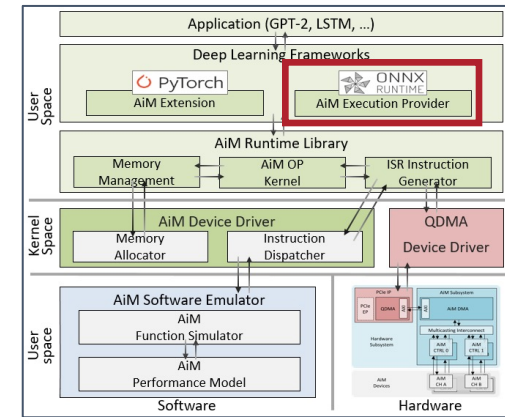 Application (GPT-2, LSTM, ...)
Deep Learning Frameworks
PyTorch
AiM Extension
ONNX
RUNTIME
AiM Execution Provider
User
Space
AiM Runtime Library
Memory
Management
AiM OP
Kernel
ISR Instruction
Generator
Kernel
Space
AiM Device Driver
Memory
Allocator
Instruction
Dispatcher
QDMA
Device Driver
User
space
AiM Software Emulator
AiM
Function Simulator
AiM
Performance Model
Software
PCIe IP
PCIe
EP
QDMA
AXI
AiM Subsystem
AXI
AiM DMA
Multicasting Interconnect
Hardware
Subsystem
AiM
CTRL 0
AiM
CTRL 1
AiM
Devices
AiM
CH A
AiM
CH B
Hardware